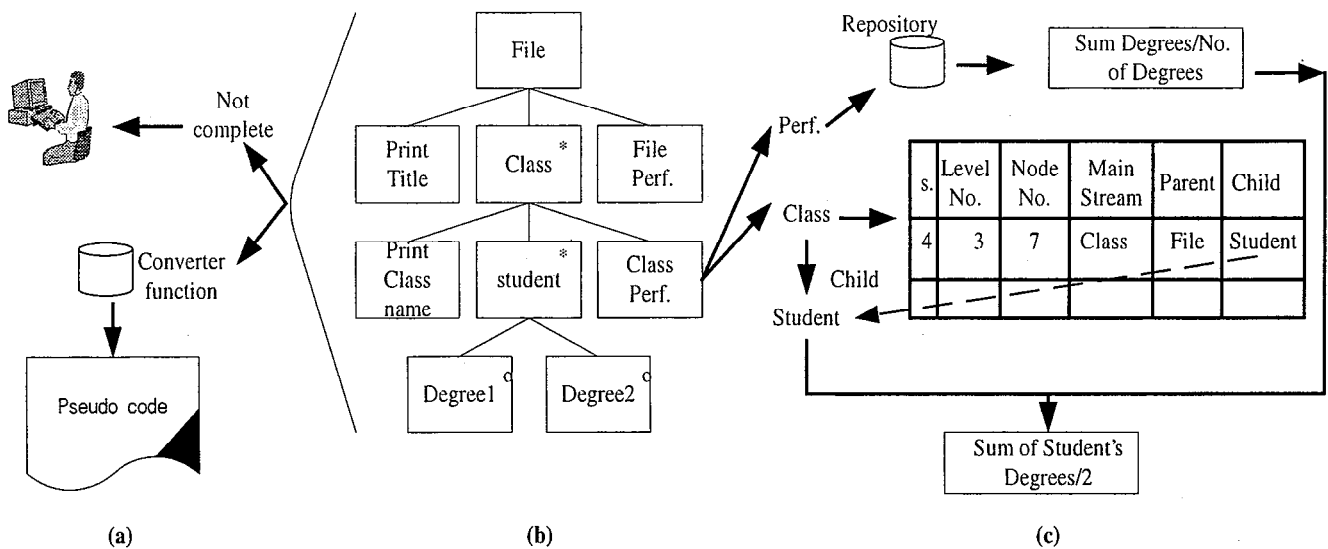 Not
complete
Converter
function
Pseudo code
(a)
File
Print
Title
Class *
File
Perf.
Print
Class
name
student *
Class
Perf.
Degree1 o
Degree2 o
(b)
Repository
Sum Degrees/No.
of Degrees
Perf.
Class
Child
Student
s. Level No. Node No. Main Stream Parent Child
4 3 7 Class File Student
Sum of Student's
Degrees/2
(c)